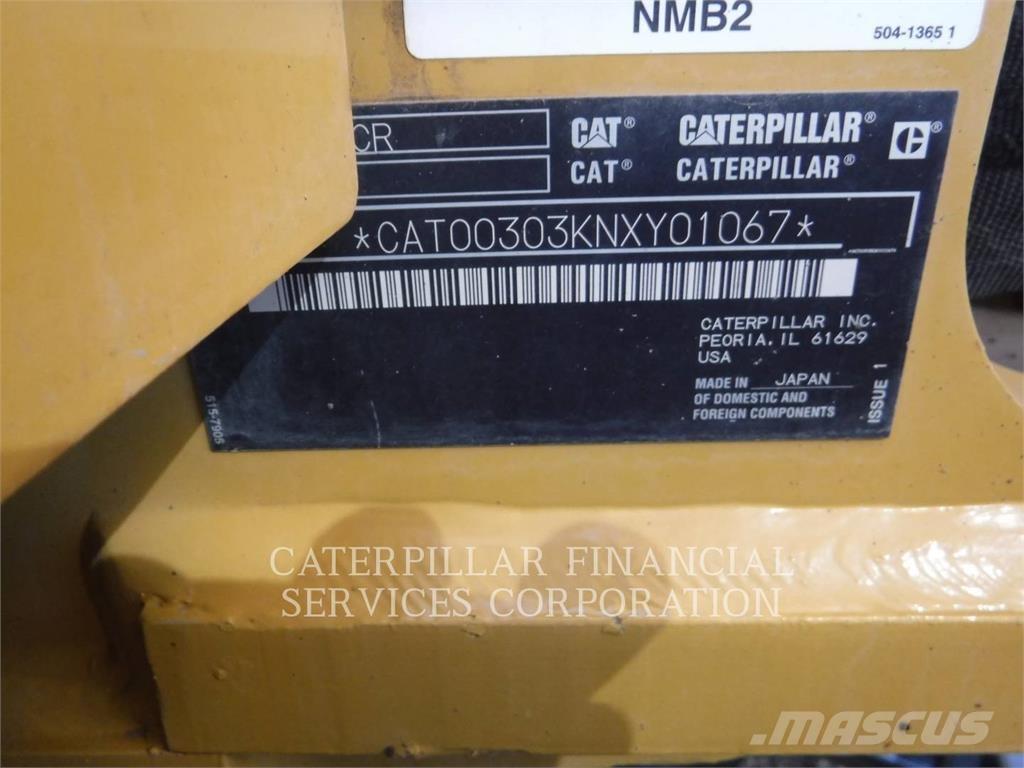 NMB2
504-1365 1
CR
CAT® CATERPILLAR® ®
CAT® CATERPILLAR®
*CAT00303KNXY01067*
CATERPILLAR INC.
PEORIA, IL 61629
USA
MADE IN JAPAN
OF DOMESTIC AND
FOREIGN COMPONENTS
ISSUE 1
515-7906
CATERPILLAR FINANCIAL
SERVICES CORPORATION
MASCUS